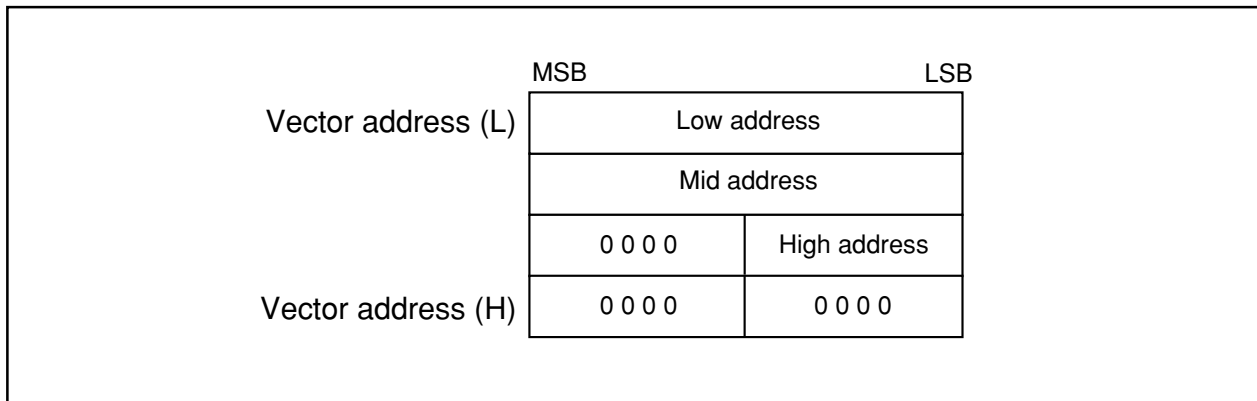 MSB LSB
Vector address (L) Low address
Mid address
0 0 0 0 High address
Vector address (H) 0 0 0 0 0 0 0 0